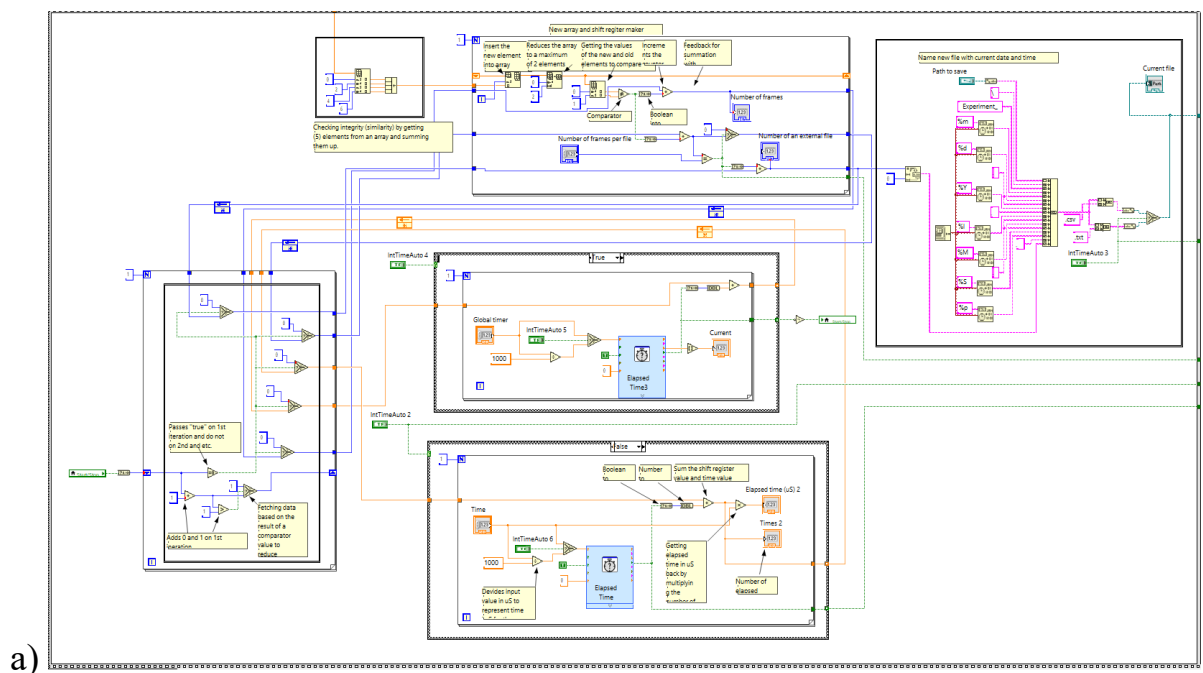 New array and shift regiter maker
Insert the
new element
into array
Reduces the array
to a maximum
of 2 elements
Getting the values
of the new and old
elements to compare
Increme
nts the
Feedback for
summation
with
Comparator
Boolean
Number of frames
Number of frames per file
Number of an external file
Checking integrity (similarity) by getting
(5) elements from an array and summing
them up.
Name new file with current date and time
Path to save
Experiment_
%m
%d
%Y
%M
%S
%p
.csv
.txt
Current file
IntTimeAuto 3
IntTimeAuto 4
True
Global timer
IntTimeAuto 5
1000
Elapsed
Time3
Current
IntTimeAuto 2
False
Boolean
to
Number
to
Sum the shift register
value and time value
Elapsed time (uS) 2
Times 2
Time
IntTimeAuto 6
1000
Elapsed
Time
Devides input
value in uS to
represent time
Getting
elapsed
time in uS
back by
multiplyin
g the
number of
Number of
elapsed
Passes "true" on 1st
iteration and do not
on 2nd and etc.
Adds 0 and 1 on 1st
iteration
Fetching data
based on the
result of a
comparator
value to
reduce
a)